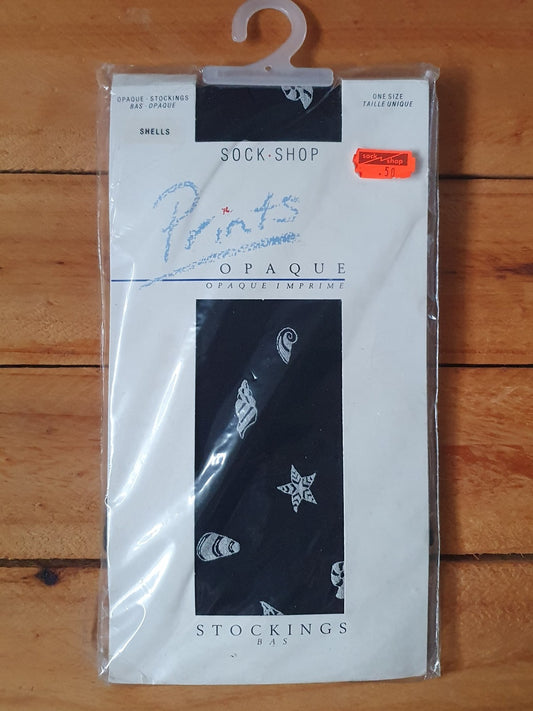 OPAQUE · STOCKINGS
BAS · OPAQUE
SHELLS
ONE SIZE
TAILLE UNIQUE
SOCK · SHOP
sock shop
.50
Prints
OPAQUE
OPAQUE IMPRIME
STOCKINGS
BAS